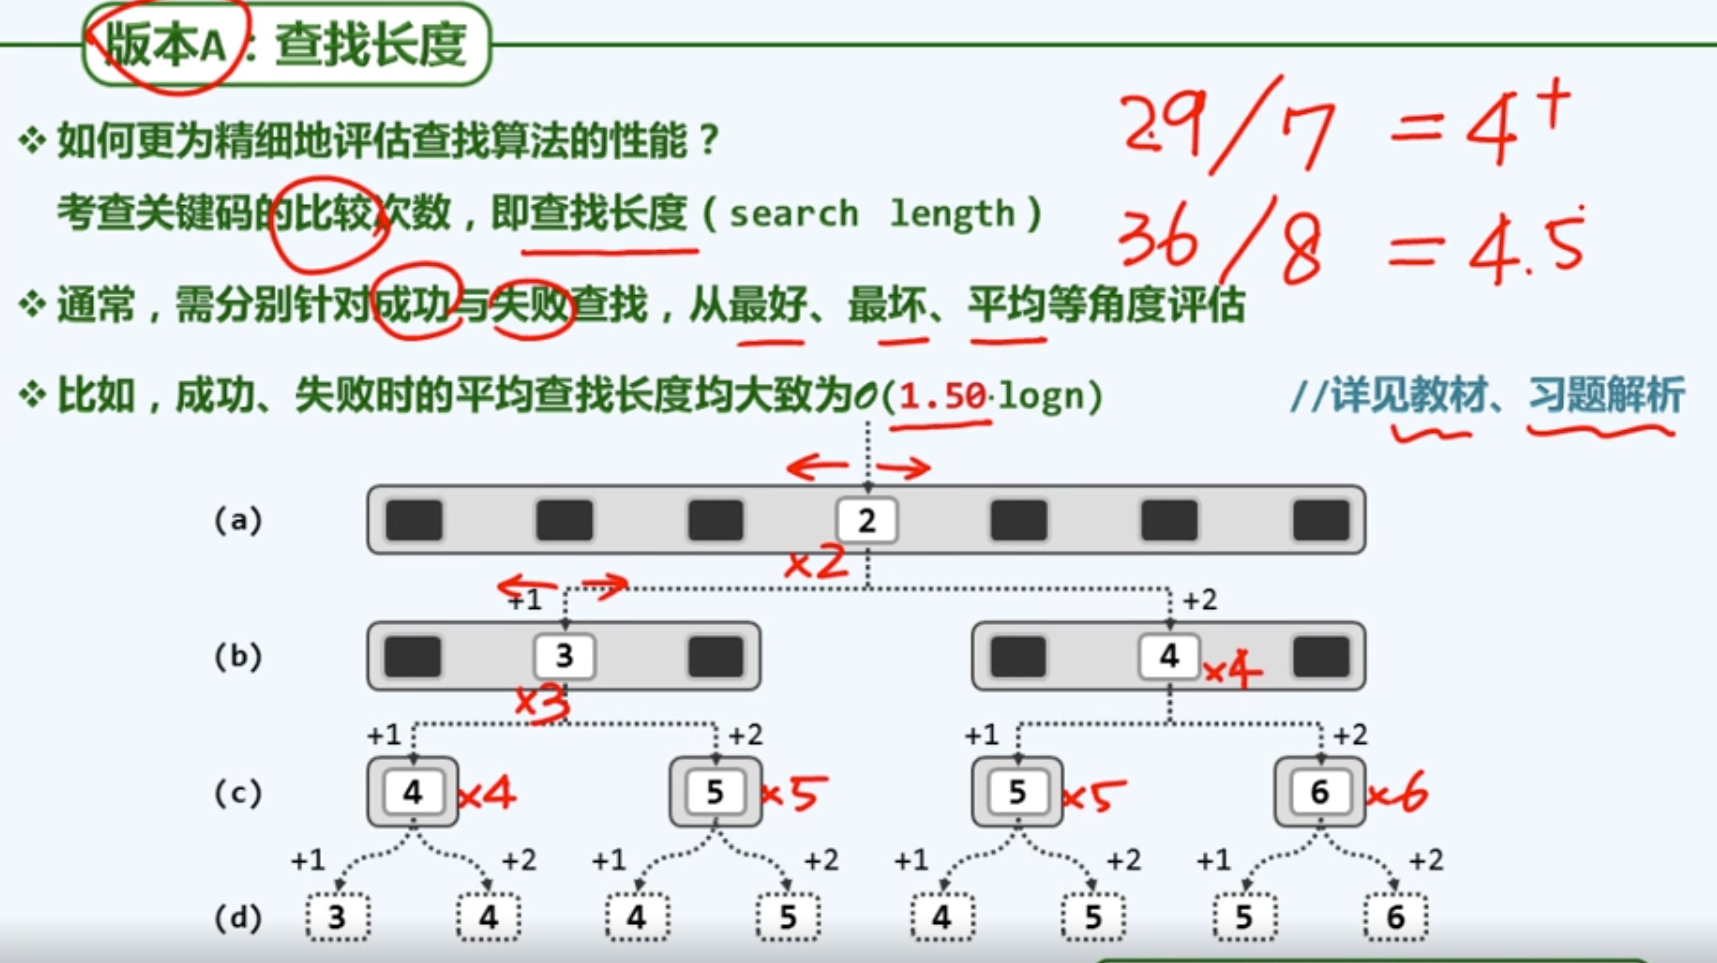 版本A：查找长度
29/7 = 4+
❖ 如何更为精细地评估查找算法的性能？
考查关键码的比较次数，即查找长度（search length）
36/8 = 4.5
❖ 通常，需分别针对成功与失败查找，从最好、最坏、平均等角度评估
❖ 比如，成功、失败时的平均查找长度均大致为O(1.50·logn) //详见教材、习题解析
(a) 2
×2
+1 +2
(b) 3 4 ×4
×3
+1 +2 +1 +2
(c) 4 ×4 5 ×5 5 ×5 6 ×6
+1 +2 +1 +2 +1 +2 +1 +2
(d) 3 4 4 5 4 5 5 6